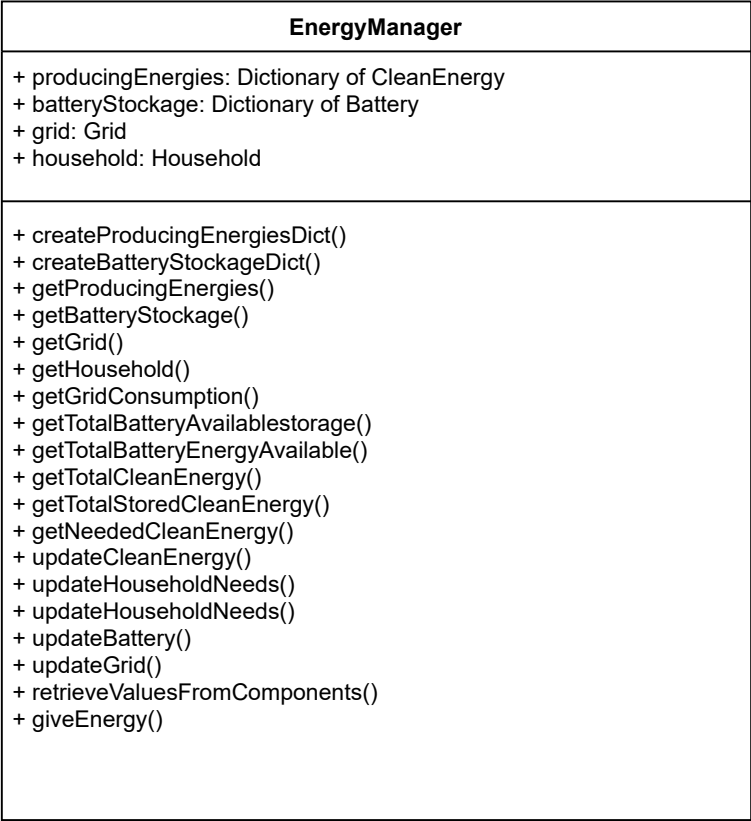 EnergyManager
+ producingEnergies: Dictionary of CleanEnergy
+ batteryStockage: Dictionary of Battery
+ grid: Grid
+ household: Household
+ createProducingEnergiesDict()
+ createBatteryStockageDict()
+ getProducingEnergies()
+ getBatteryStockage()
+ getGrid()
+ getHousehold()
+ getGridConsumption()
+ getTotalBatteryAvailablestorage()
+ getTotalBatteryEnergyAvailable()
+ getTotalCleanEnergy()
+ getTotalStoredCleanEnergy()
+ getNeededCleanEnergy()
+ updateCleanEnergy()
+ updateHouseholdNeeds()
+ updateHouseholdNeeds()
+ updateBattery()
+ updateGrid()
+ retrieveValuesFromComponents()
+ giveEnergy()